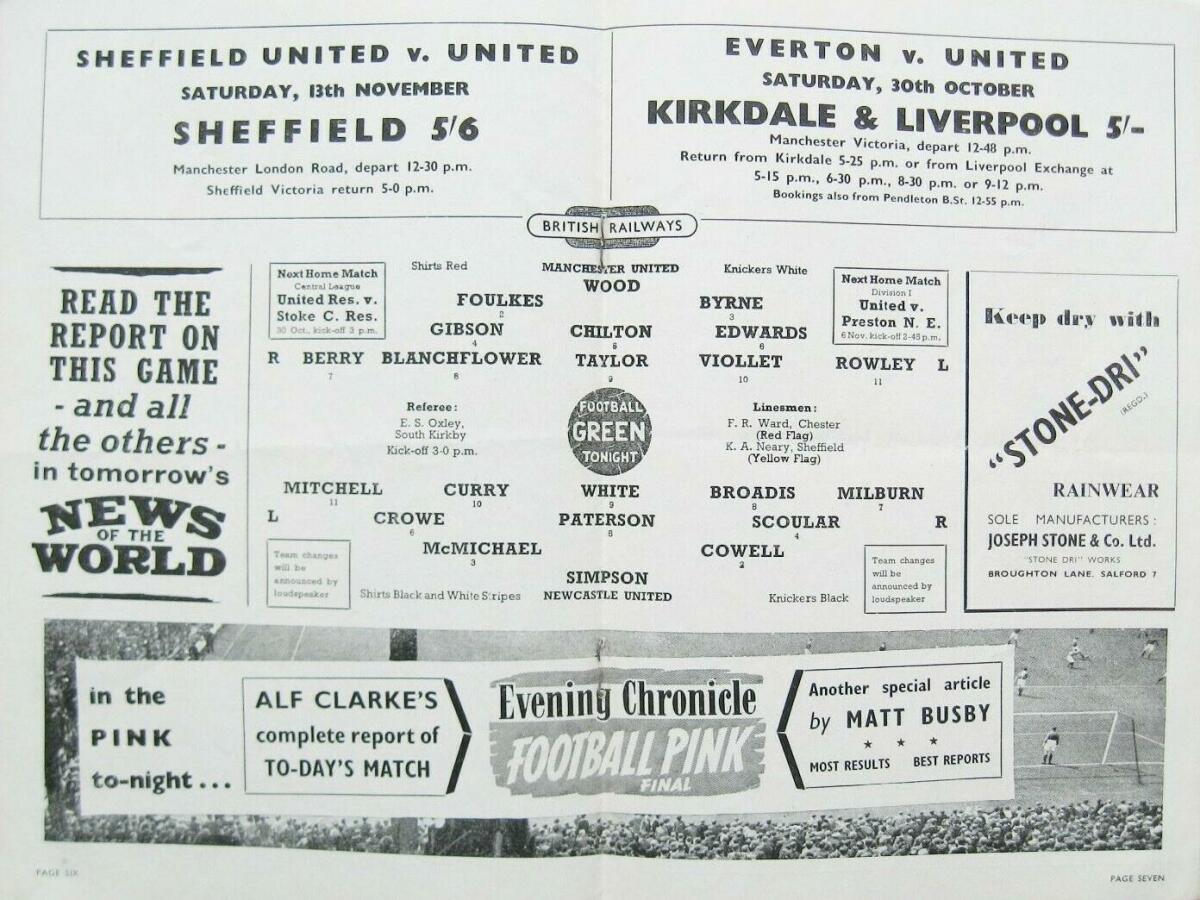 SHEFFIELD UNITED v. UNITED
SATURDAY, 13th NOVEMBER
SHEFFIELD 5/6
Manchester London Road, depart 12-30 p.m.
Sheffield Victoria return 5-0 p.m.
EVERTON v. UNITED
SATURDAY, 30th OCTOBER
KIRKDALE & LIVERPOOL 5/-
Manchester Victoria, depart 12-48 p.m.
Return from Kirkdale 5-25 p.m. or from Liverpool Exchange at
5-15 p.m., 6-30 p.m., 8-30 p.m. or 9-12 p.m.
Bookings also from Pendleton B.St. 12-55 p.m.
BRITISH RAILWAYS
READ THE
REPORT ON
THIS GAME
- and all
the others -
in tomorrow's
NEWS
OF THE
WORLD
Next Home Match
Central League
United Res. v.
Stoke C. Res.
30 Oct., kick-off 3 p.m.
Shirts Red
MANCHESTER UNITED
Knickers White
Next Home Match
Division I
United v.
Preston N. E.
6 Nov. kick-off 2-45 p.m.
WOOD
FOULKES BYRNE
2 3
GIBSON CHILTON EDWARDS
4 5 6
R BERRY BLANCHFLOWER TAYLOR VIOLLET ROWLEY L
7 8 9 10 11
Referee:
E. S. Oxley,
South Kirkby
Kick-off 3-0 p.m.
FOOTBALL
GREEN
TONIGHT
Linesmen:
F. R. Ward, Chester
(Red Flag)
K. A. Neary, Sheffield
(Yellow Flag)
MITCHELL CURRY WHITE BROADIS MILBURN
11 10 9 8 7
L CROWE PATERSON SCOULAR R
6 5 4
McMICHAEL COWELL
3 2
SIMPSON
Team changes
will be
announced by
loudspeaker
Shirts Black and White Stripes
NEWCASTLE UNITED
Knickers Black
Team changes
will be
announced by
loudspeaker
Keep dry with
"STONE-DRI"
(REGD.)
RAINWEAR
SOLE MANUFACTURERS:
JOSEPH STONE & Co. Ltd.
"STONE DRI" WORKS
BROUGHTON LANE, SALFORD 7
in the
PINK
to-night...
ALF CLARKE'S
complete report of
TO-DAY'S MATCH
Evening Chronicle
FOOTBALL PINK
FINAL
Another special article
by MATT BUSBY
★ ★ ★
MOST RESULTS BEST REPORTS
PAGE SIX
PAGE SEVEN